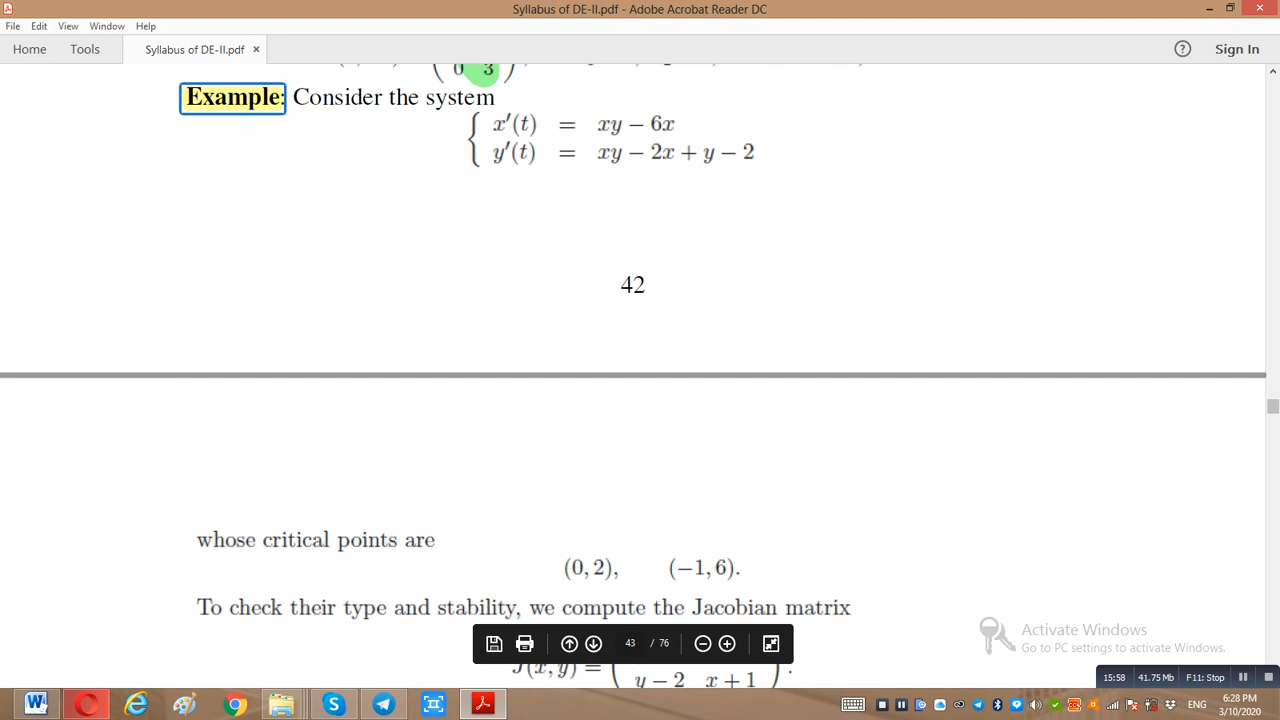 Syllabus of DE-II.pdf - Adobe Acrobat Reader DC
File Edit View Window Help
Home Tools Syllabus of DE-II.pdf × Sign In
0 3
Example: Consider the system
x′(t) = xy − 6x
y′(t) = xy − 2x + y − 2
42
whose critical points are
(0, 2), (−1, 6).
To check their type and stability, we compute the Jacobian matrix
J(x, y) =
y − 2 x + 1
43 / 76
Activate Windows
Go to PC settings to activate Windows.
15:58 41.75 Mb F11: Stop
ENG 6:28 PM
3/10/2020